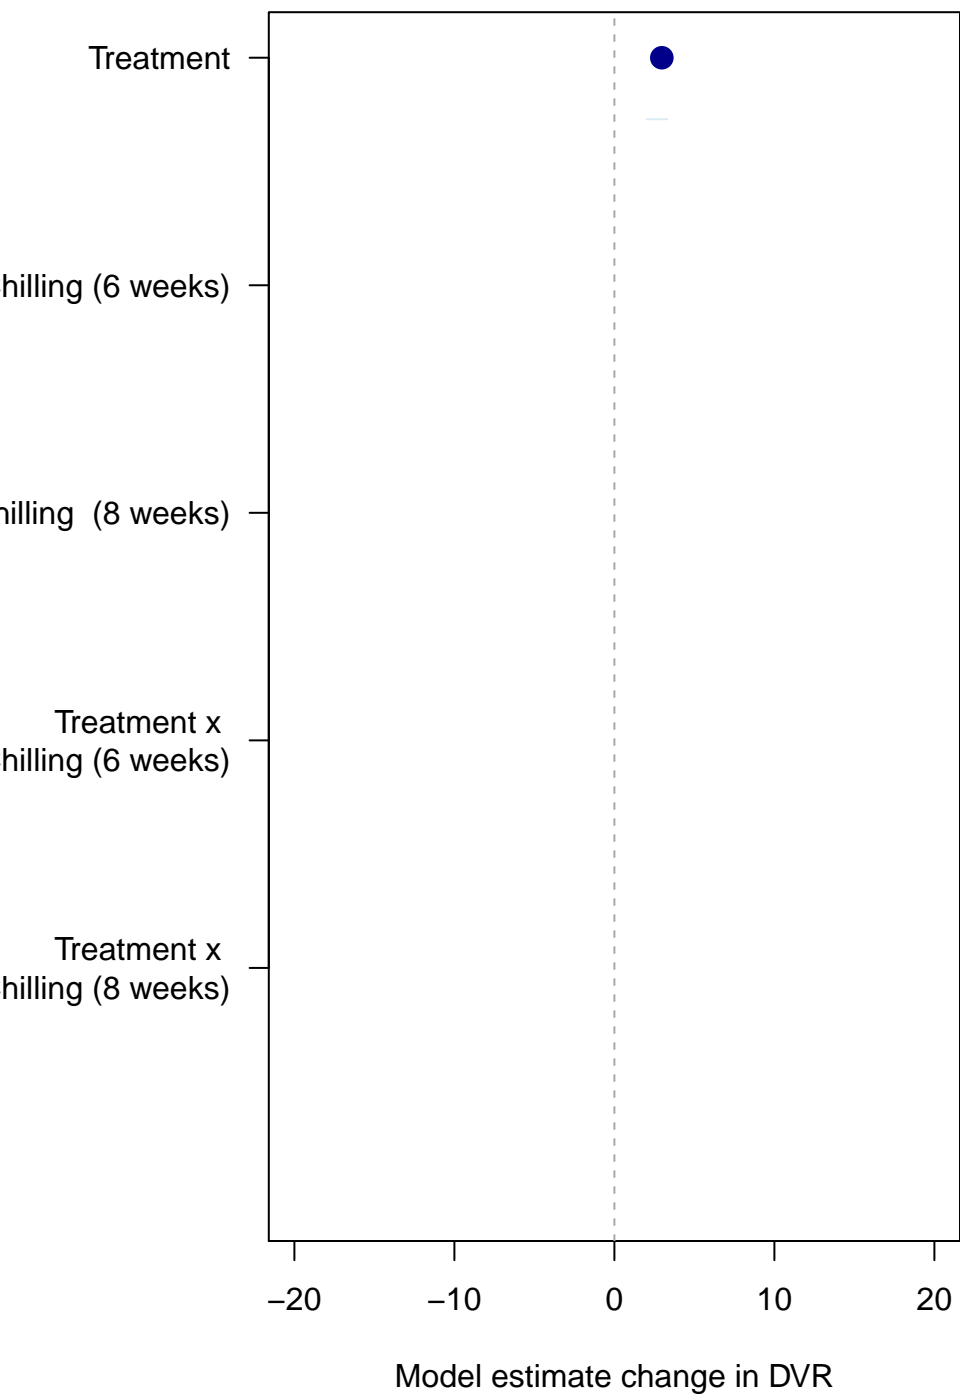 Treatment
hilling (6 weeks)
illing (8 weeks)
Treatment x
hilling (6 weeks)
Treatment x
hilling (8 weeks)
−20 −10 0 10 20
Model estimate change in DVR